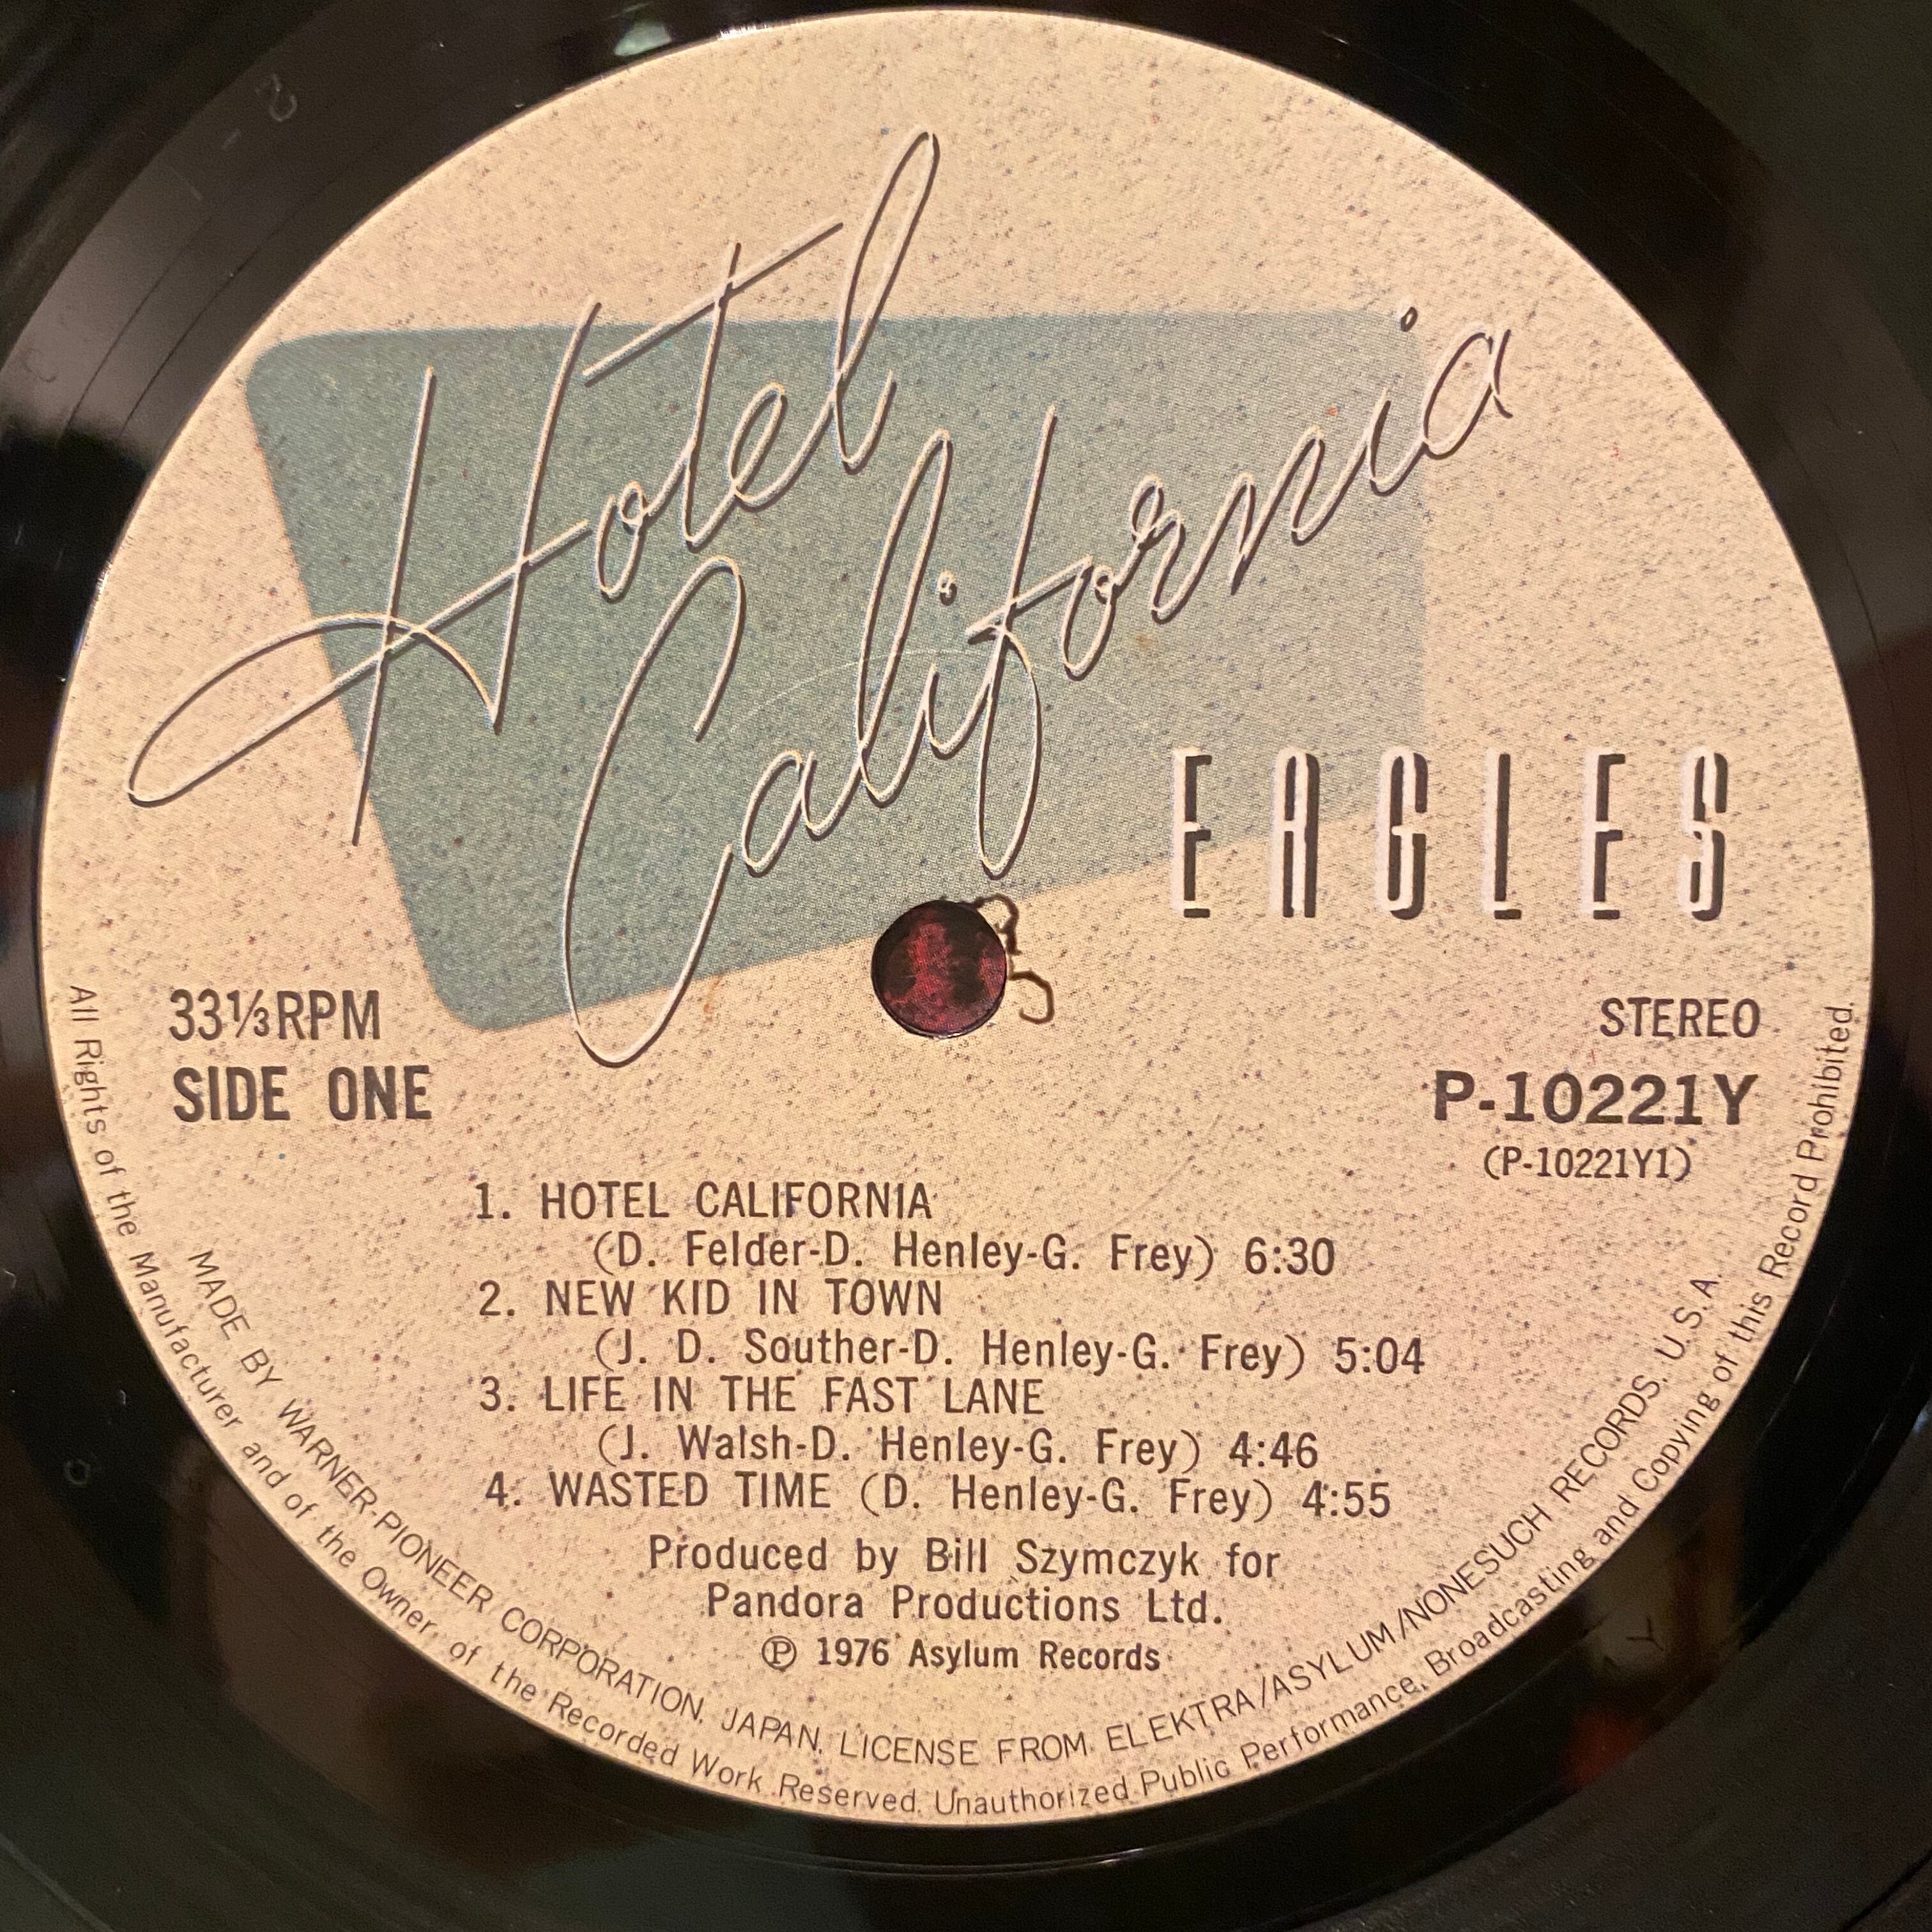 Hotel
California
EAGLES
33⅓RPM
SIDE ONE
STEREO
P-10221Y
(P-10221Y1)
1. HOTEL CALIFORNIA
(D. Felder-D. Henley-G. Frey) 6:30
2. NEW KID IN TOWN
(J. D. Souther-D. Henley-G. Frey) 5:04
3. LIFE IN THE FAST LANE
(J. Walsh-D. Henley-G. Frey) 4:46
4. WASTED TIME (D. Henley-G. Frey) 4:55
Produced by Bill Szymczyk for
Pandora Productions Ltd.
℗ 1976 Asylum Records
MADE BY WARNER-PIONEER CORPORATION, JAPAN, LICENSE FROM ELEKTRA/ASYLUM/NONESUCH RECORDS. U.S.A.
All Rights of the Manufacturer and of the Owner of the Recorded Work Reserved. Unauthorized Public Performance, Broadcasting and Copying of this Record Prohibited.